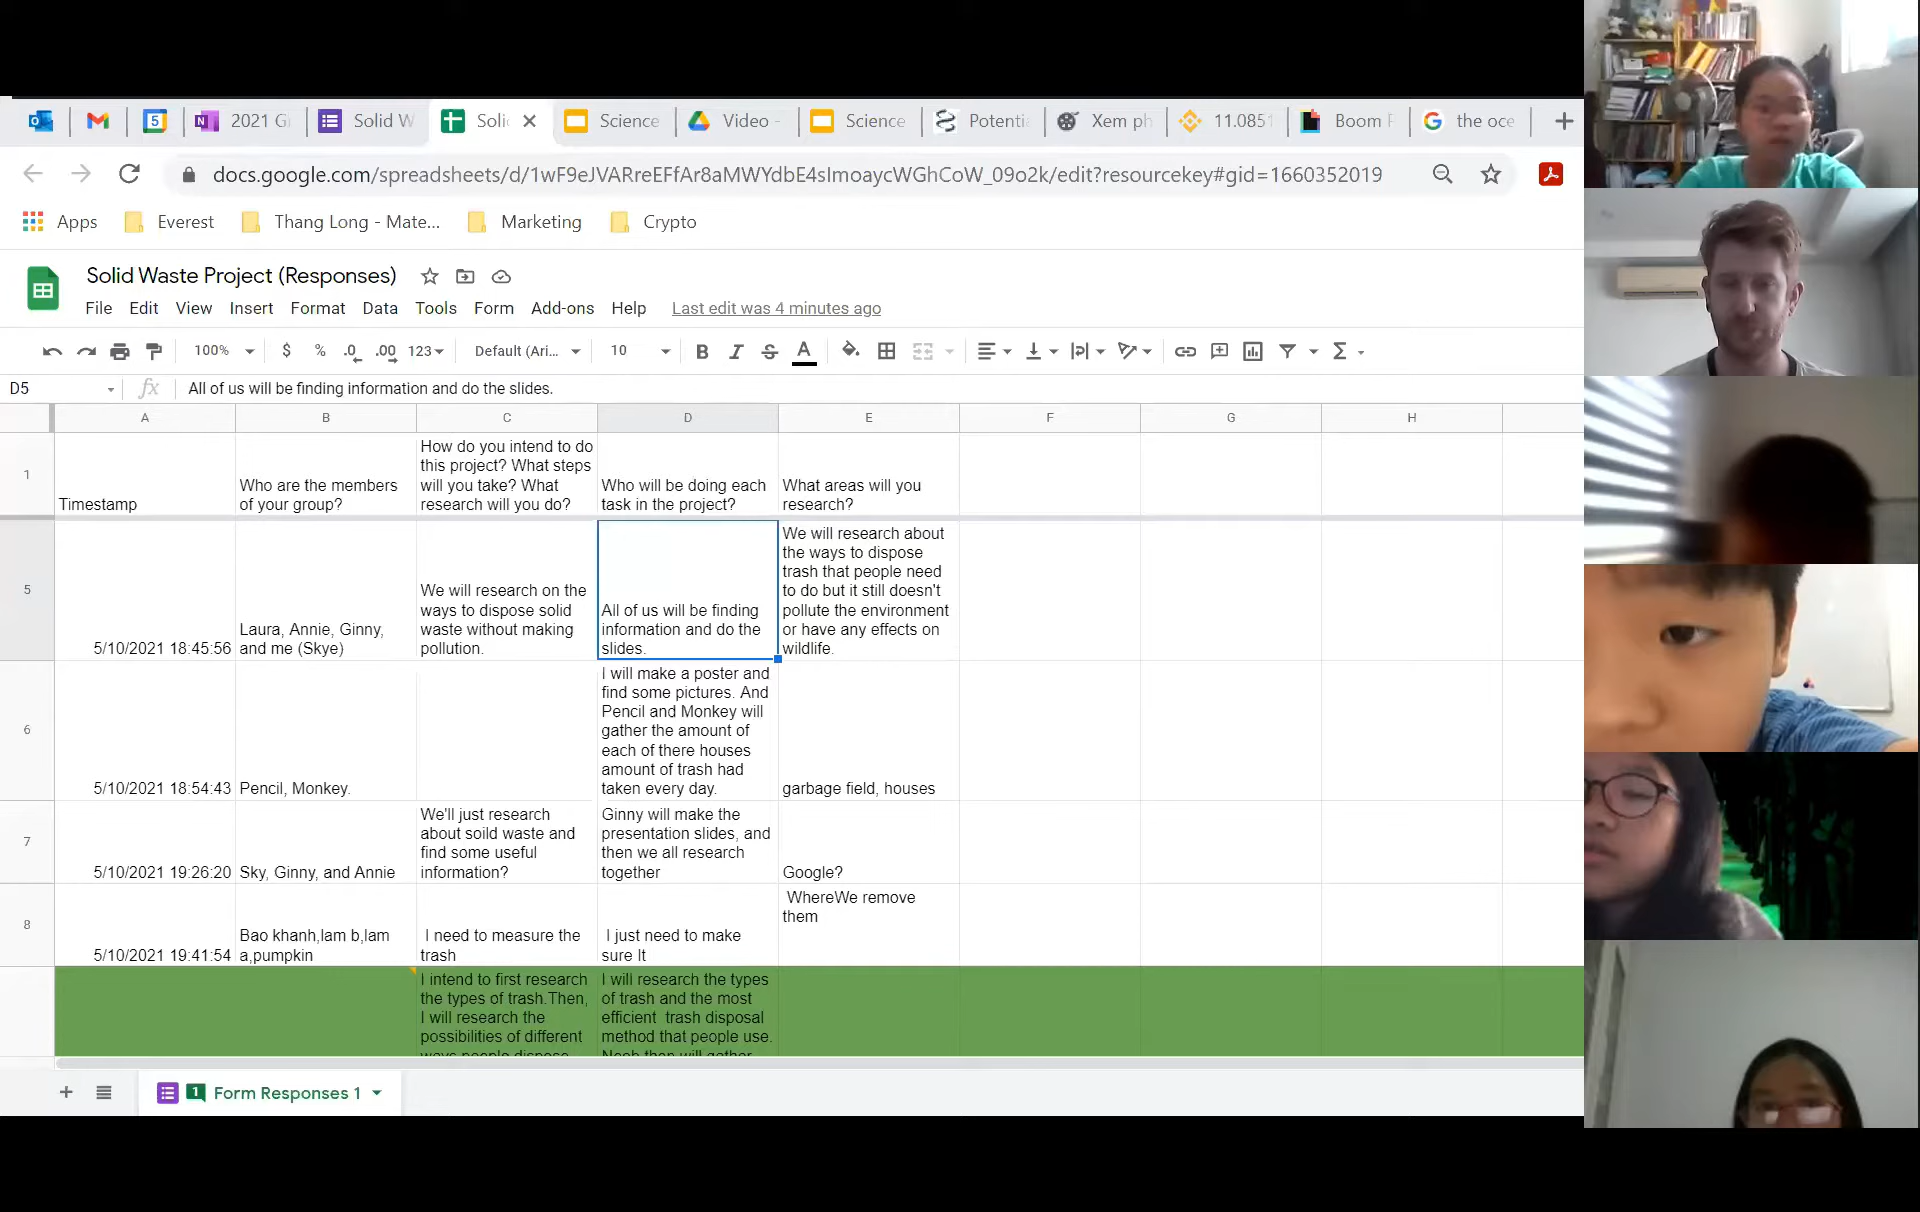 5 2021 G Solid W Soli Science Video - Science Potenti Xem ph 11.0851 Boom the oce
docs.google.com/spreadsheets/d/1wF9eJVARreEFfAr8aMWYdbE4sImoaycWGhCoW_09o2k/edit?resourcekey#gid=1660352019
Apps Everest Thang Long - Mate... Marketing Crypto
Solid Waste Project (Responses)
File Edit View Insert Format Data Tools Form Add-ons Help Last edit was 4 minutes ago
100% $ % .0 .00 123 Default (Ari... 10 B I S A
D5 fx All of us will be finding information and do the slides.
A B C D E F G H
1
Timestamp
Who are the members
of your group?
How do you intend to do
this project? What steps
will you take? What
research will you do?
Who will be doing each
task in the project?
What areas will you
research?
5
5/10/2021 18:45:56
Laura, Annie, Ginny,
and me (Skye)
We will research on the
ways to dispose solid
waste without making
pollution.
All of us will be finding
information and do the
slides.
We will research about
the ways to dispose
trash that people need
to do but it still doesn't
pollute the environment
or have any effects on
wildlife.
6
5/10/2021 18:54:43
Pencil, Monkey.
I will make a poster and
find some pictures. And
Pencil and Monkey will
gather the amount of
each of there houses
amount of trash had
taken every day.
garbage field, houses
7
5/10/2021 19:26:20
Sky, Ginny, and Annie
We'll just research
about soild waste and
find some useful
information?
Ginny will make the
presentation slides, and
then we all research
together
Google?
8
5/10/2021 19:41:54
Bao khanh,lam b,lam
a,pumpkin
I need to measure the
trash
I just need to make
sure It
WhereWe remove
them
I intend to first research
the types of trash.Then,
I will research the
possibilities of different
ways people dispose
I will research the types
of trash and the most
efficient trash disposal
method that people use.
Noob then will gather
1 Form Responses 1